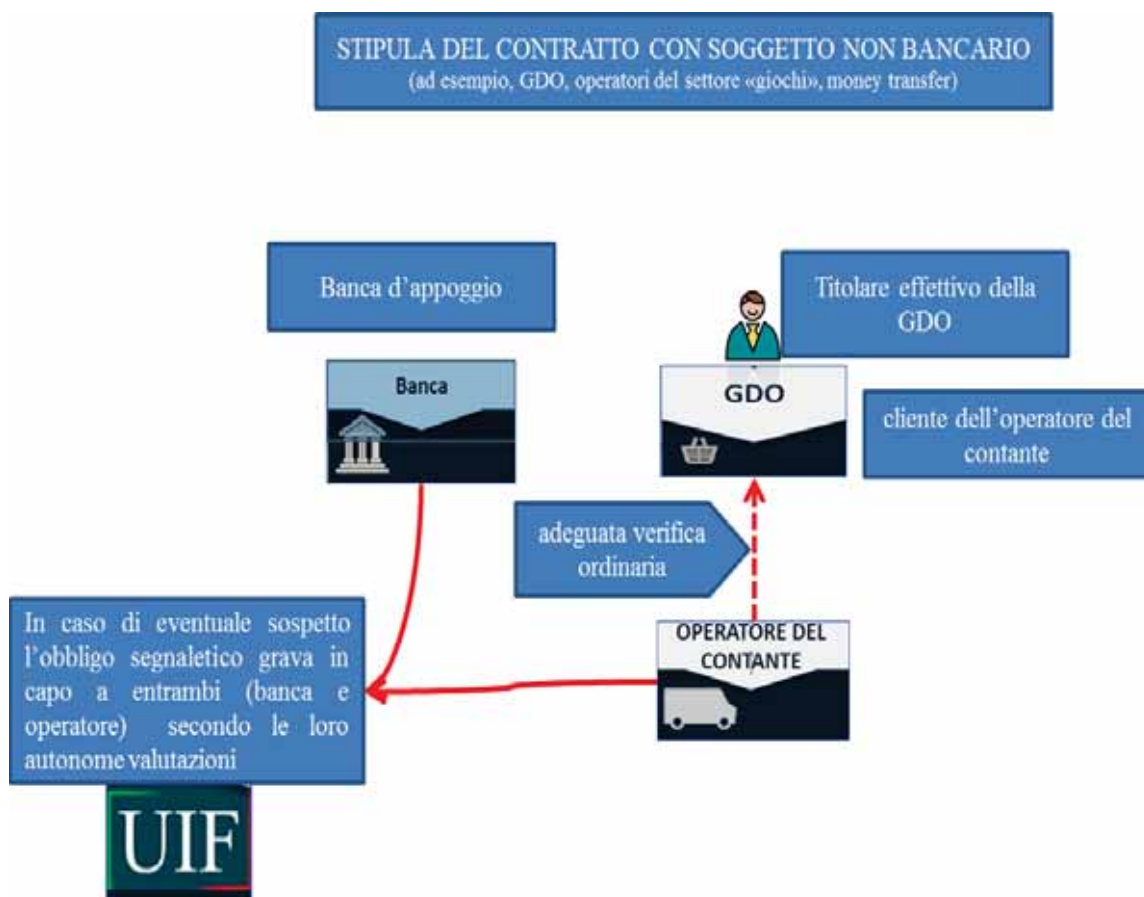 STIPULA DEL CONTRATTO CON SOGGETTO NON BANCARIO
(ad esempio, GDO, operatori del settore «giochi», money transfer)
Banca d’appoggio
Titolare effettivo della
GDO
Banca
GDO
cliente dell’operatore del
contante
adeguata verifica
ordinaria
OPERATORE DEL
CONTANTE
In caso di eventuale sospetto
l’obbligo segnaletico grava in
capo a entrambi (banca e
operatore) secondo le loro
autonome valutazioni
UIF